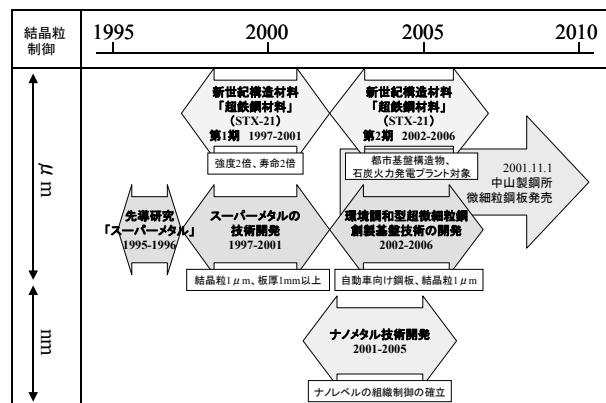 結晶粒
制御
1995
2000
2005
2010
μm
nm
新世紀構造材料
「超鉄鋼材料」
(STX-21)
第1期 1997-2001
強度2倍、寿命2倍
新世紀構造材料
「超鉄鋼材料」
(STX-21)
第2期 2002-2006
都市基盤構造物、
石炭火力発電プラント対象
2001.11.1
中山製鋼所
微細粒鋼板発売
先導研究
「スーパーメタル」
1995-1996
スーパーメタルの
技術開発
1997-2001
結晶粒1μm、板厚1mm以上
環境調和型超微細粒鋼
創製基盤技術の開発
2002-2006
自動車向け鋼板、結晶粒1μm
ナノメタル技術開発
2001-2005
ナノレベルの組織制御の確立